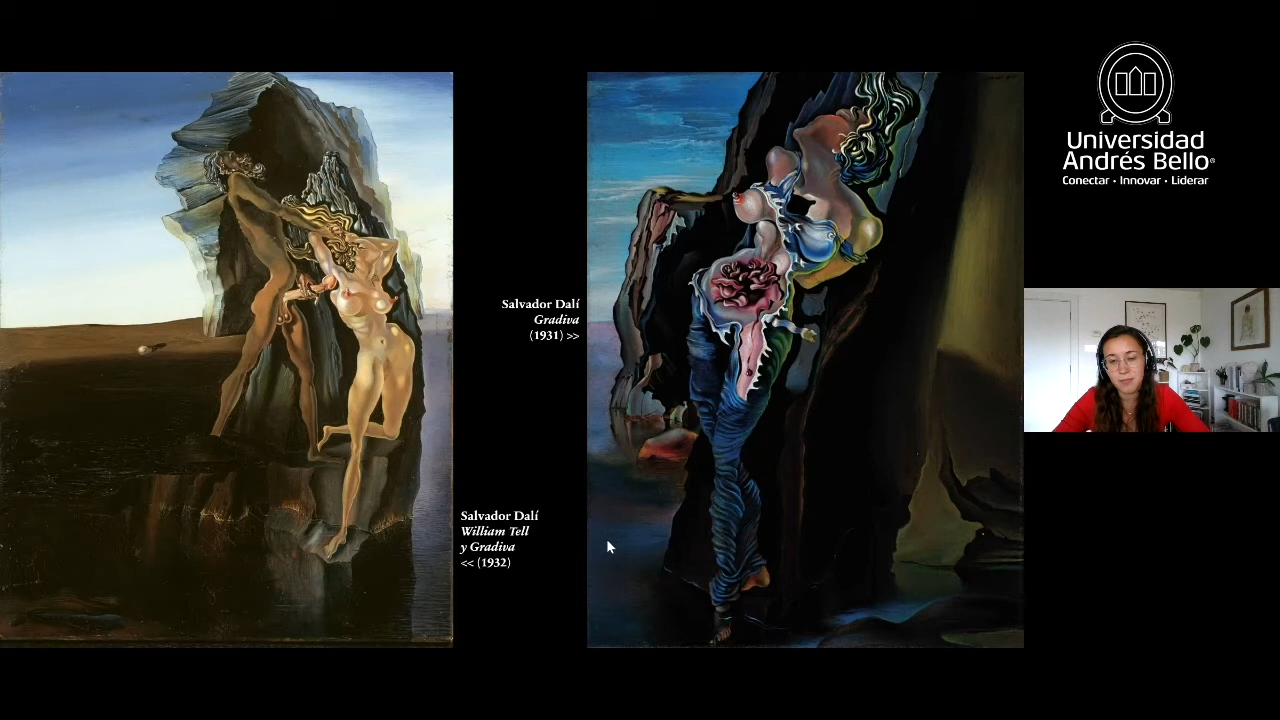 Salvador Dalí
Gradiva
(1931) >>
Salvador Dalí
William Tell
y Gradiva
<< (1932)
Universidad
Andrés Bello®
Conectar • Innovar • Liderar